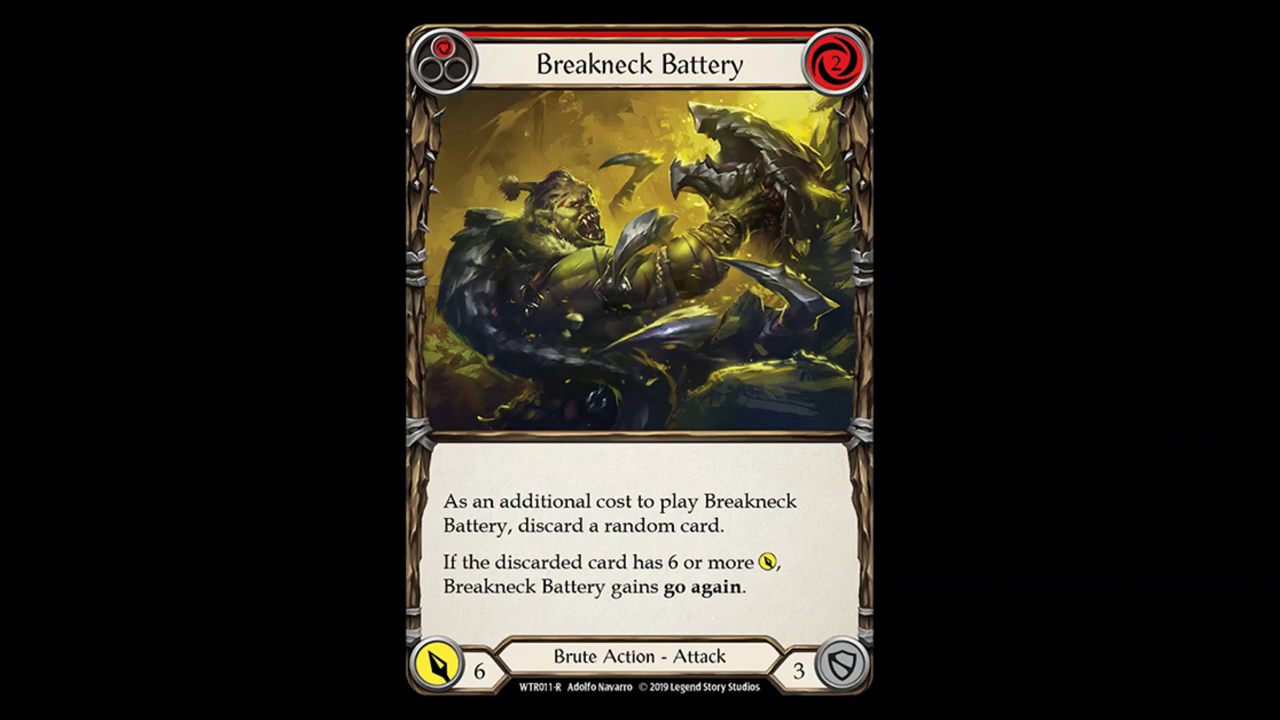 Breakneck Battery
2
As an additional cost to play Breakneck
Battery, discard a random card.
If the discarded card has 6 or more ,
Breakneck Battery gains go again.
6
Brute Action - Attack
3
WTR011-R Adolfo Navarro © 2019 Legend Story Studios